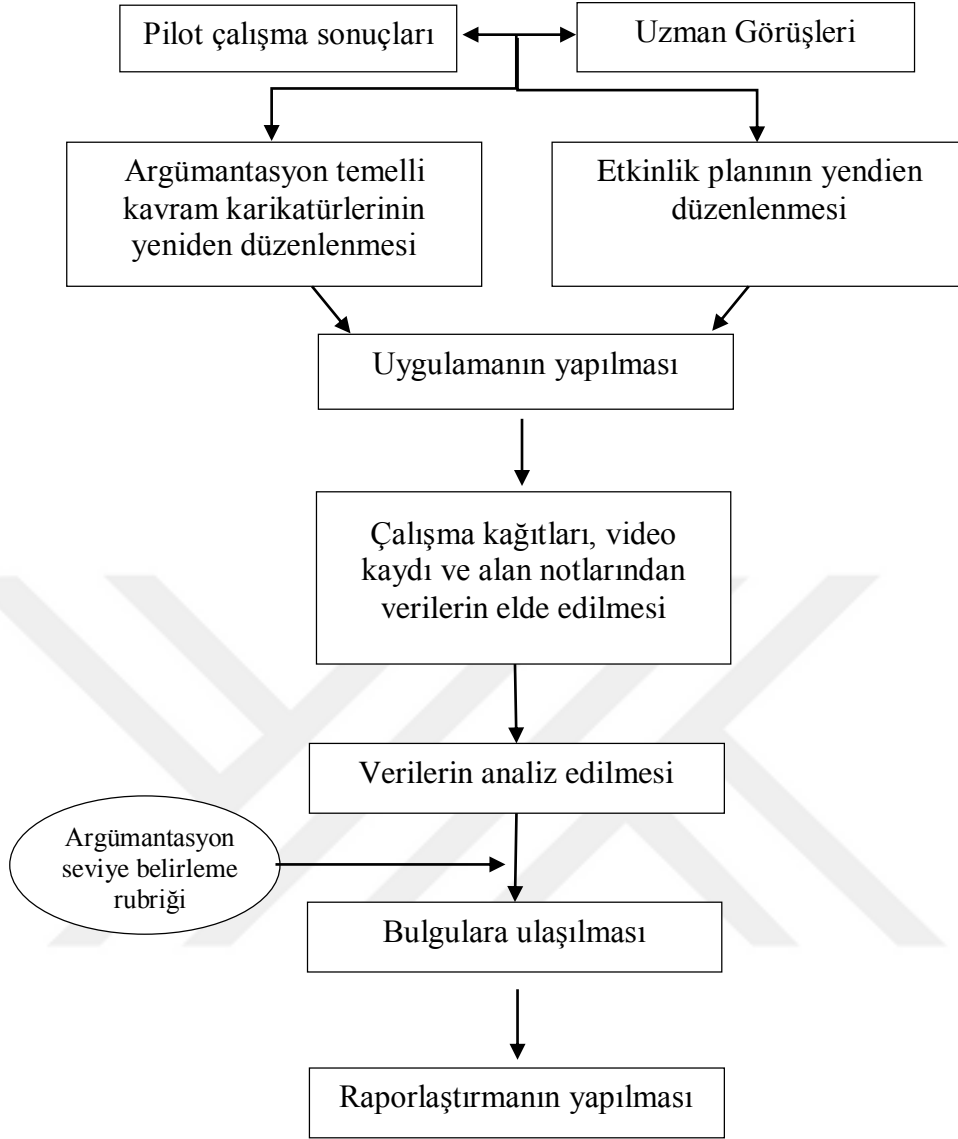 Pilot çalışma sonuçları
Uzman Görüşleri
Argümantasyon temelli
kavram karikatürlerinin
yeniden düzenlenmesi
Etkinlik planının yendien
düzenlenmesi
Uygulamanın yapılması
Çalışma kağıtları, video
kaydı ve alan notlarından
verilerin elde edilmesi
Verilerin analiz edilmesi
Argümantasyon
seviye belirleme
rubriği
Bulgulara ulaşılması
Raporlaştırmanın yapılması